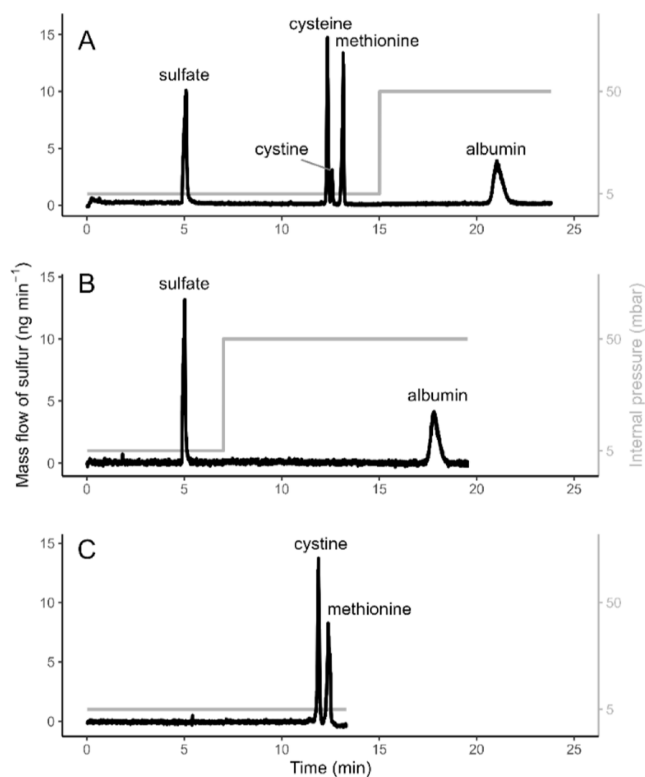 A
cysteine
methionine
sulfate
cystine
albumin
15
10
5
0
50
5
0 5 10 15 20 25
B
sulfate
albumin
15
10
5
0
50
5
0 5 10 15 20 25
Mass flow of sulfur (ng min⁻¹)
Internal pressure (mbar)
C
cystine
methionine
15
10
5
0
50
5
0 5 10 15 20 25
Time (min)